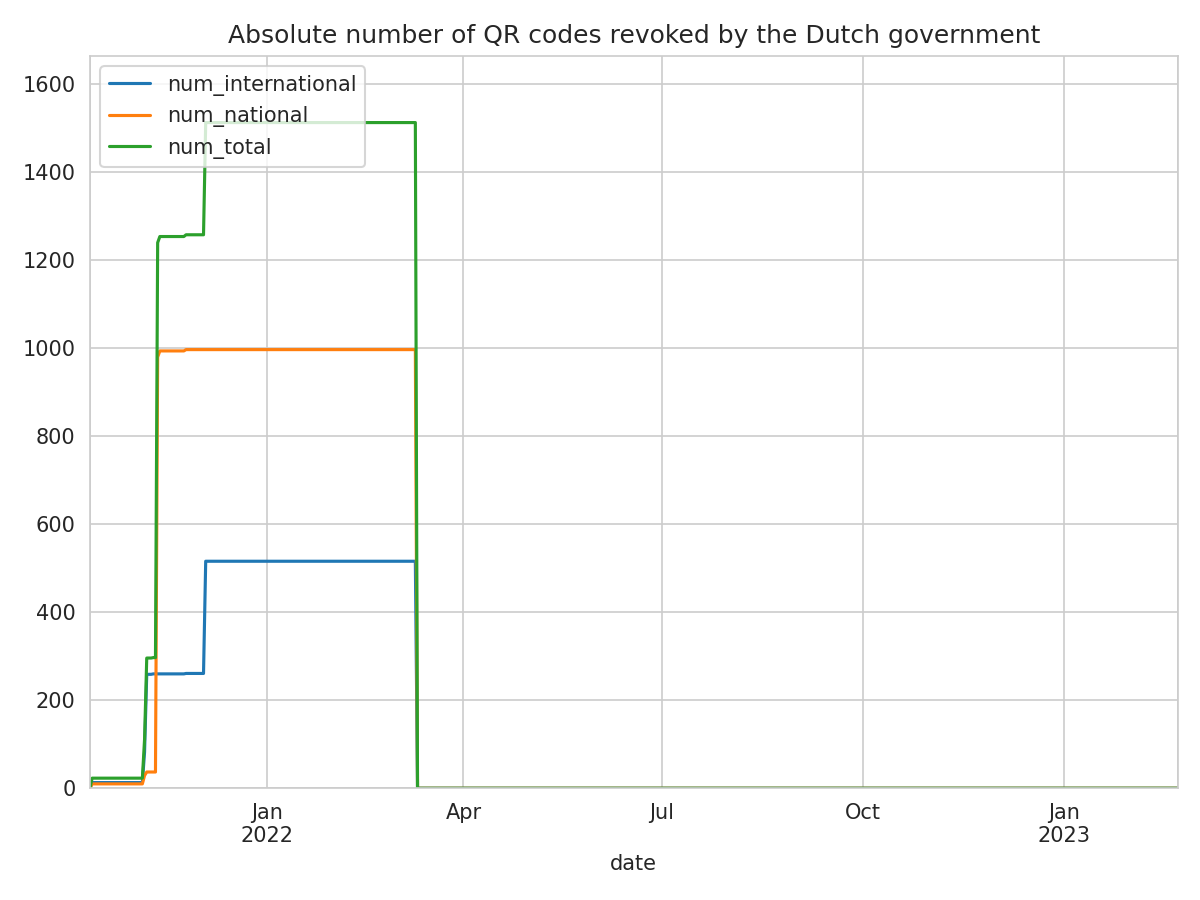 Absolute number of QR codes revoked by the Dutch government
num_international
num_national
num_total
1600
1400
1200
1000
800
600
400
200
0
Jan Apr Jul Oct Jan
2022 2023
date